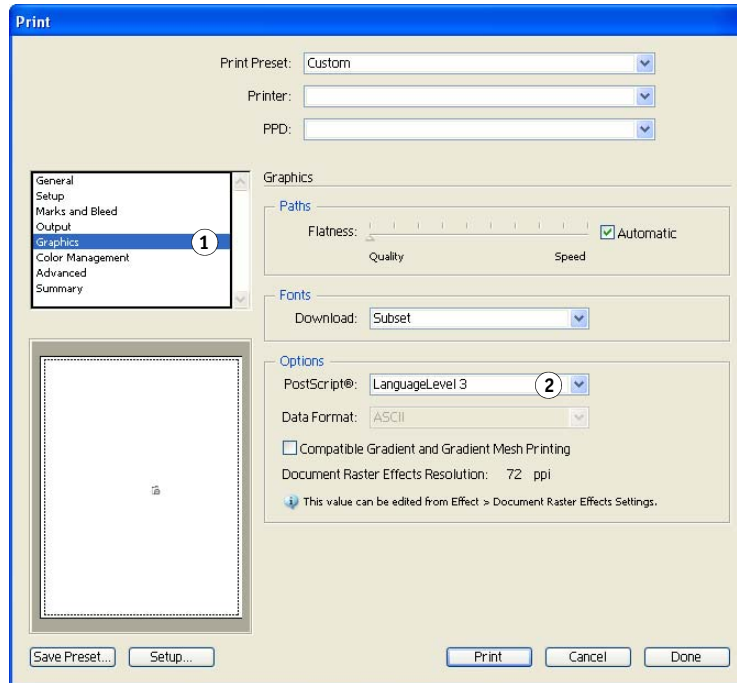 Print
Print Preset: Custom
Printer:
PPD:
General
Setup
Marks and Bleed
Output
Graphics 1
Color Management
Advanced
Summary
Graphics
Paths
Flatness: Automatic
Quality Speed
Fonts
Download: Subset
Options
PostScript®: LanguageLevel 3 2
Data Format: ASCII
Compatible Gradient and Gradient Mesh Printing
Document Raster Effects Resolution: 72 ppi
This value can be edited from Effect > Document Raster Effects Settings.
Save Preset... Setup... Print Cancel Done